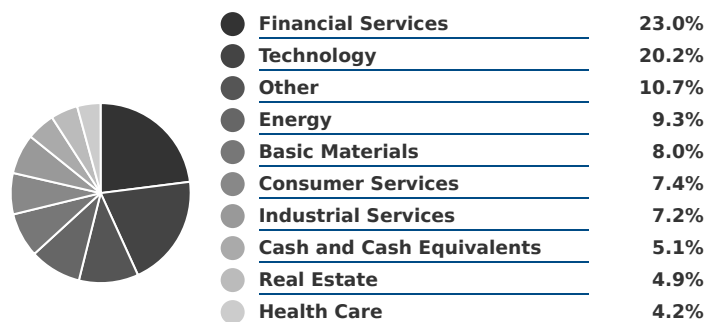 Financial Services 23.0%
Technology 20.2%
Other 10.7%
Energy 9.3%
Basic Materials 8.0%
Consumer Services 7.4%
Industrial Services 7.2%
Cash and Cash Equivalents 5.1%
Real Estate 4.9%
Health Care 4.2%